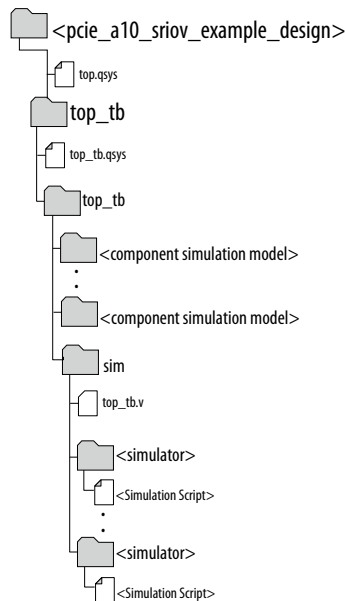 <pcie_a10_sriov_example_design>
top.qsys
top_tb
top_tb.qsys
top_tb
<component simulation model>
<component simulation model>
sim
top_tb.v
<simulator>
<Simulation Script>
<simulator>
<Simulation Script>